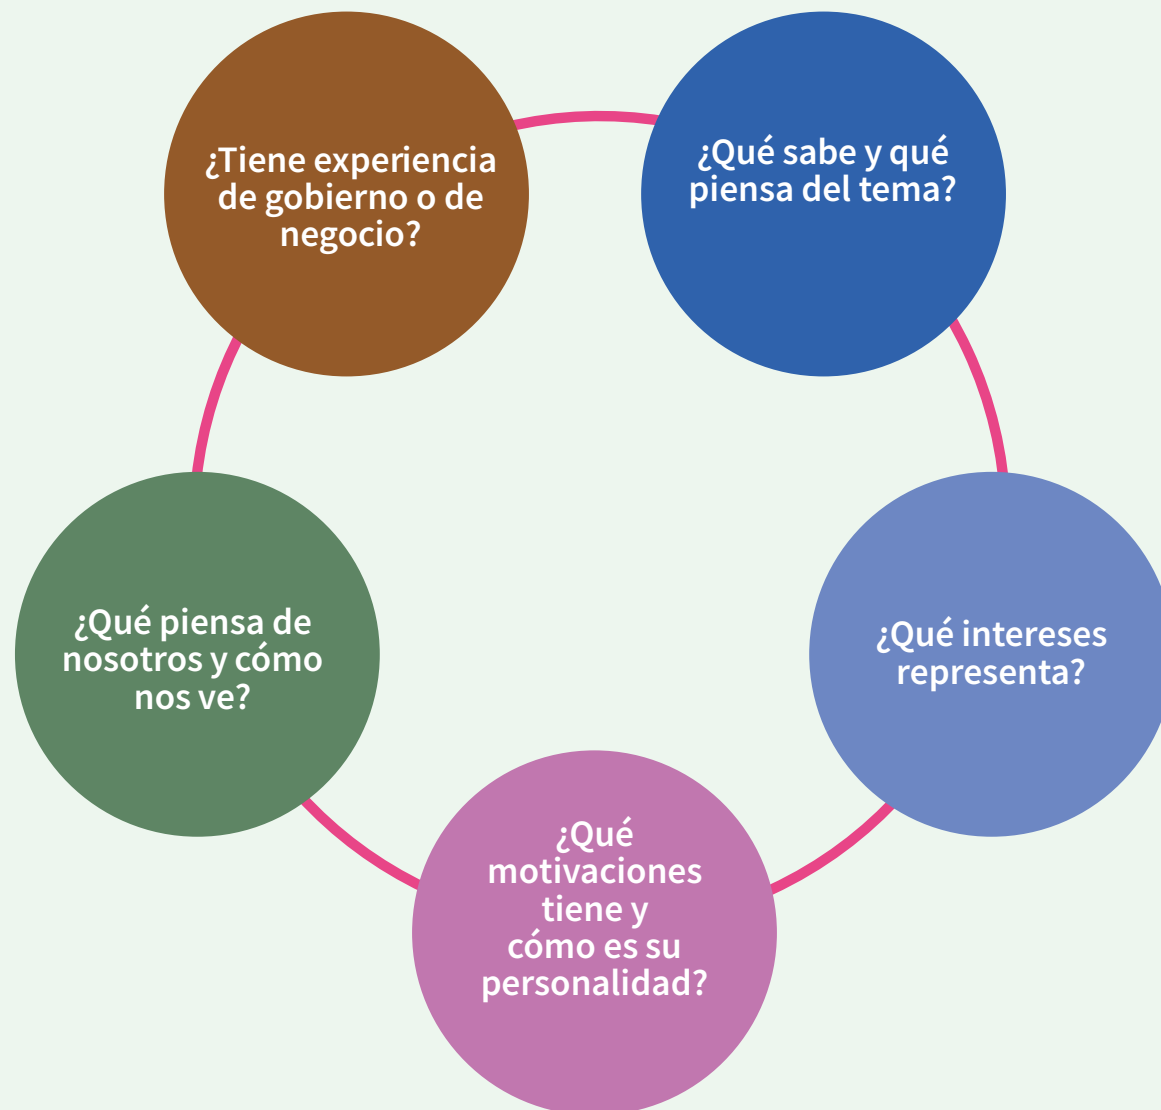 ¿Tiene experiencia
de gobierno o de
negocio?
¿Qué sabe y qué
piensa del tema?
¿Qué piensa de
nosotros y cómo
nos ve?
¿Qué intereses
representa?
¿Qué
motivaciones
tiene y
cómo es su
personalidad?